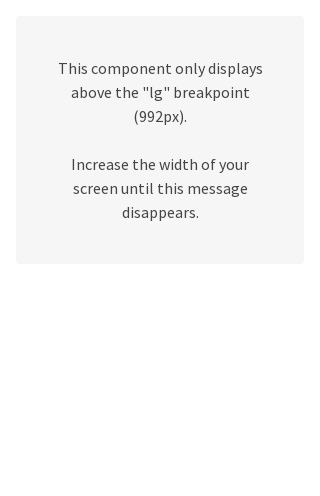 This component only displays
above the "lg" breakpoint
(992px).
Increase the width of your
screen until this message
disappears.